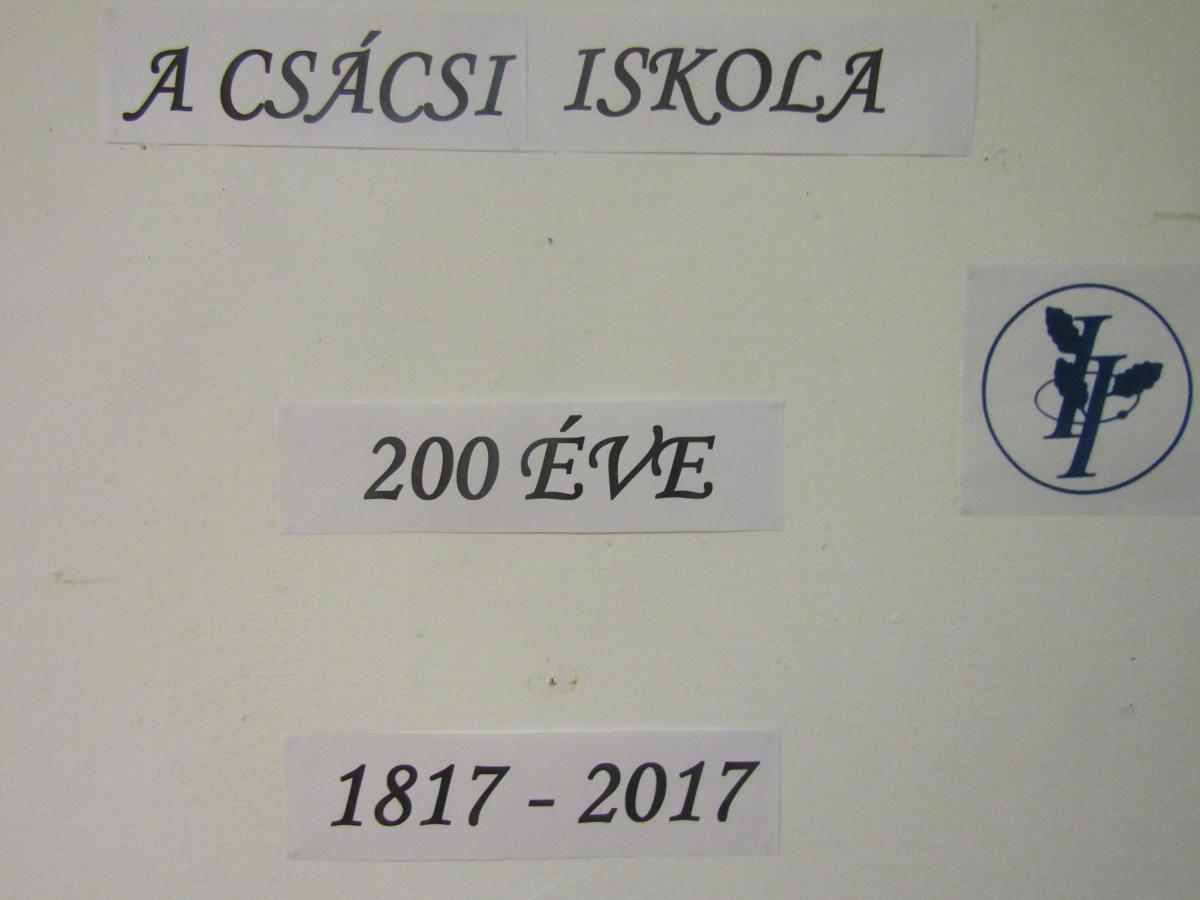 A CSÁCSI ISKOLA
200 ÉVE
1817 - 2017